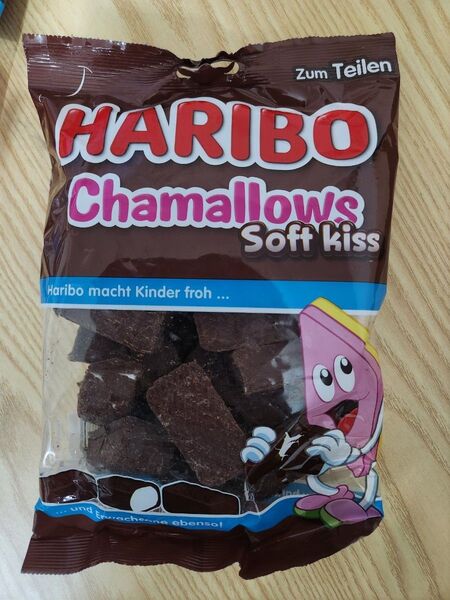 Zum Teilen
HARIBO
Chamallows
Soft kiss
Haribo macht Kinder froh ...
... und Erwachsene ebenso!